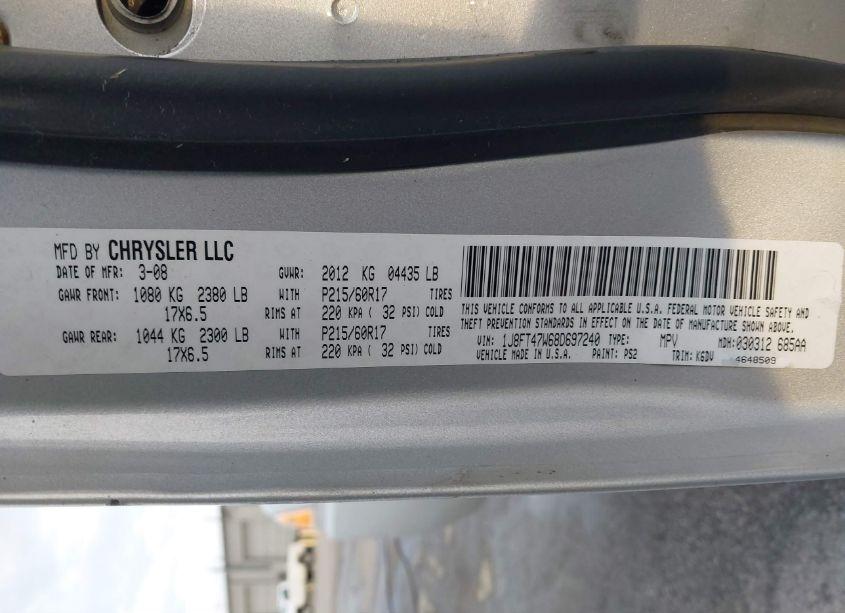 MFD BY CHRYSLER LLC
DATE OF MFR: 3-08 GVWR: 2012 KG 04435 LB
GAWR FRONT: 1080 KG 2380 LB WITH P215/60R17 TIRES
17X6.5 RIMS AT 220 KPA ( 32 PSI) COLD
GAWR REAR: 1044 KG 2300 LB WITH P215/60R17 TIRES
17X6.5 RIMS AT 220 KPA ( 32 PSI) COLD
THIS VEHICLE CONFORMS TO ALL APPLICABLE U.S.A. FEDERAL MOTOR VEHICLE SAFETY AND
THEFT PREVENTION STANDARDS IN EFFECT ON THE DATE OF MANUFACTURE SHOWN ABOVE.
VIN: 1J8FT47W68D697240 TYPE: MPV MDH:030312 685AA
VEHICLE MADE IN U.S.A. PAINT: PS2 TRIM: KGDV 4648509